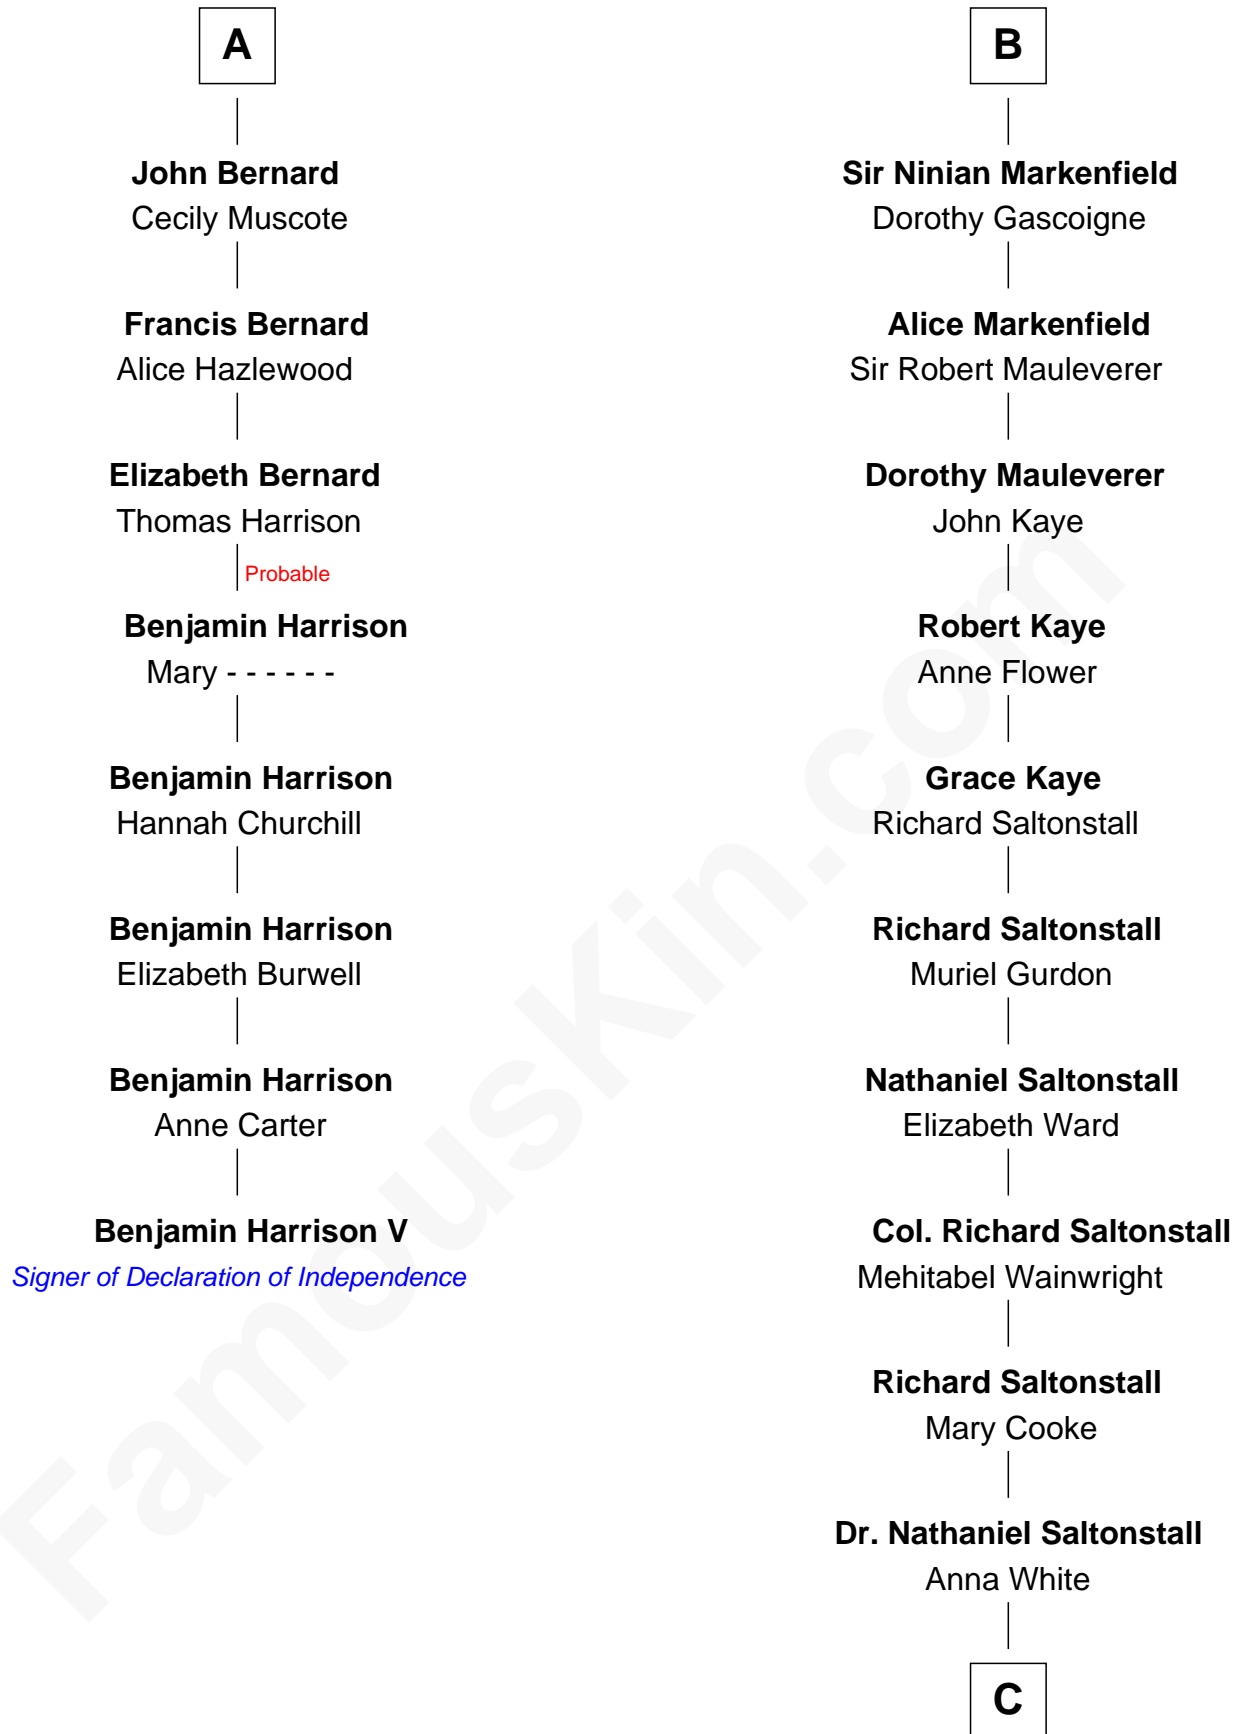 A
John Bernard
Cecily Muscote
Francis Bernard
Alice Hazlewood
Elizabeth Bernard
Thomas Harrison
Probable
Benjamin Harrison
Mary - - - - - -
Benjamin Harrison
Hannah Churchill
Benjamin Harrison
Elizabeth Burwell
Benjamin Harrison
Anne Carter
Benjamin Harrison V
Signer of Declaration of Independence
B
Sir Ninian Markenfield
Dorothy Gascoigne
Alice Markenfield
Sir Robert Mauleverer
Dorothy Mauleverer
John Kaye
Robert Kaye
Anne Flower
Grace Kaye
Richard Saltonstall
Richard Saltonstall
Muriel Gurdon
Nathaniel Saltonstall
Elizabeth Ward
Col. Richard Saltonstall
Mehitabel Wainwright
Richard Saltonstall
Mary Cooke
Dr. Nathaniel Saltonstall
Anna White
C
FamousKin.com